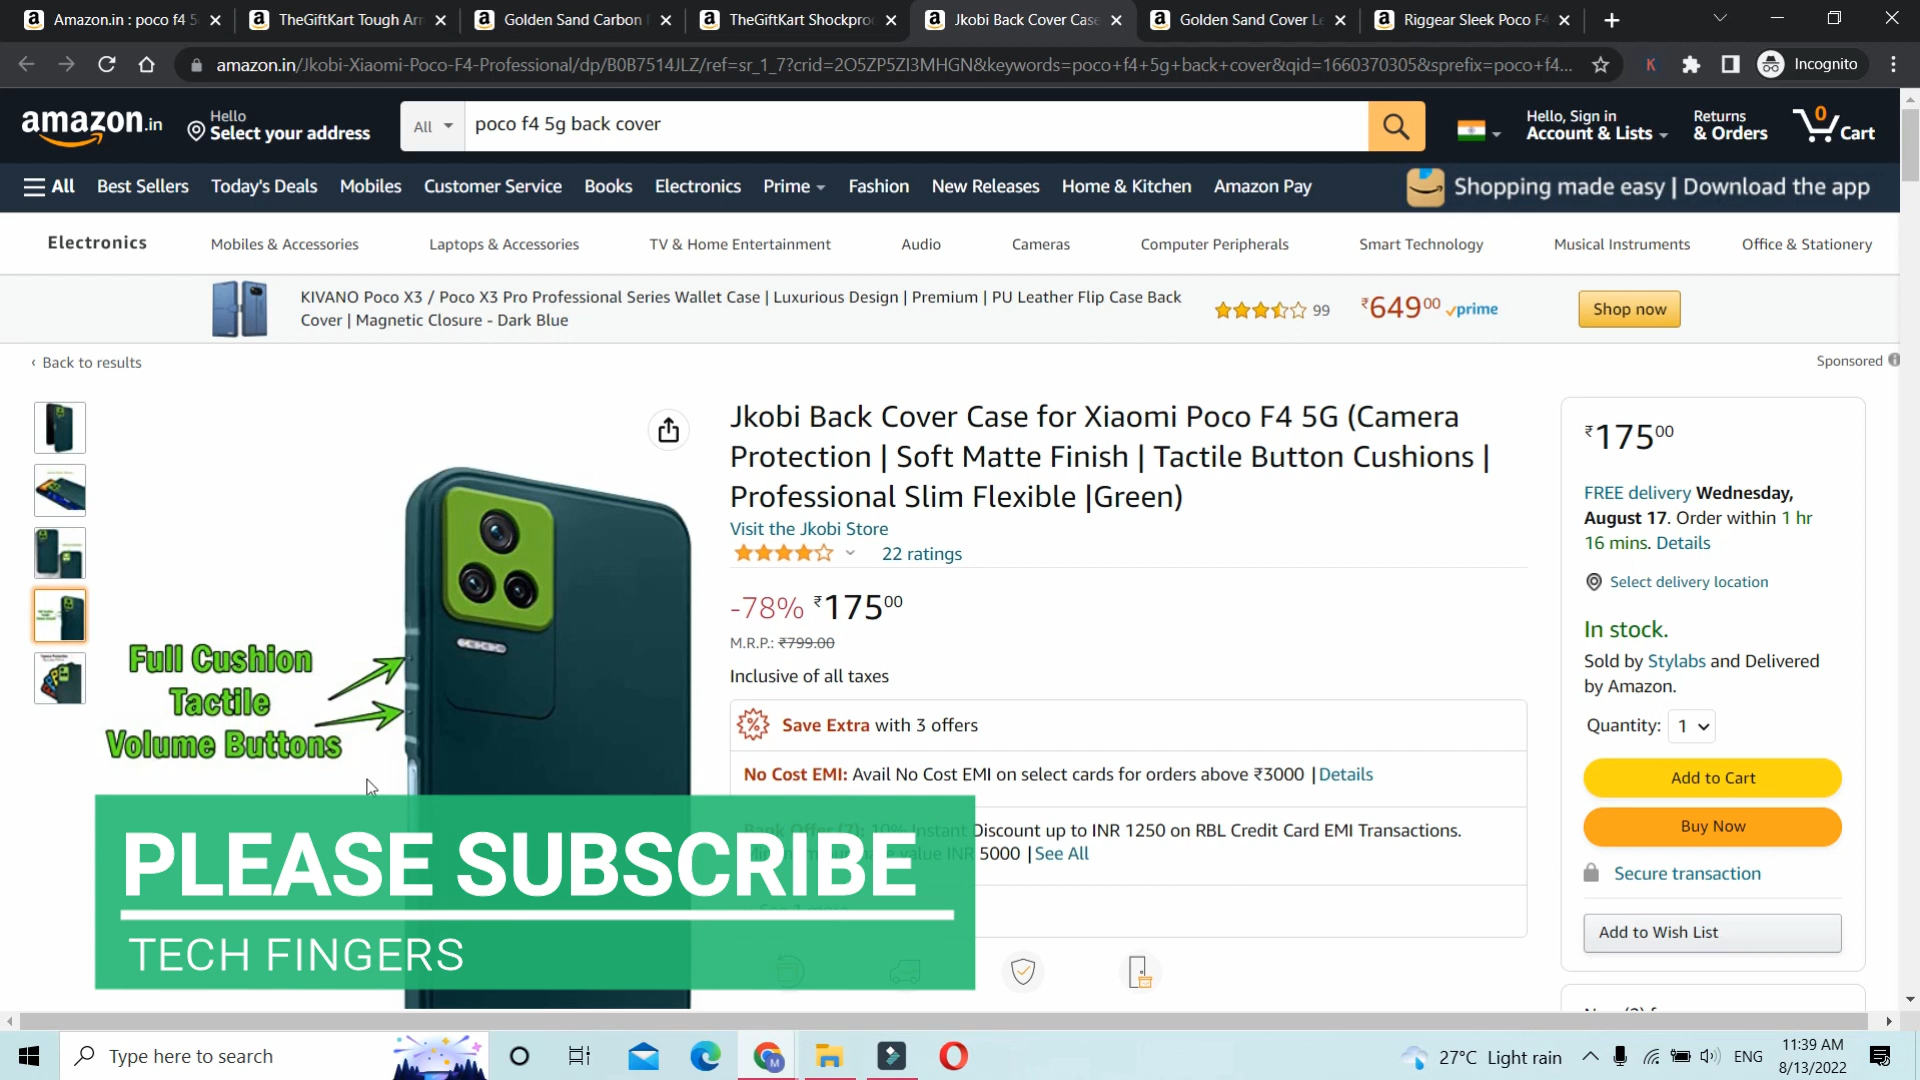 Amazon.in : poco f4 5
TheGiftKart Tough Arr
Golden Sand Carbon
TheGiftKart Shockproo
Jkobi Back Cover Case
Golden Sand Cover Le
Riggear Sleek Poco F4
amazon.in/Jkobi-Xiaomi-Poco-F4-Professional/dp/B0B7514JLZ/ref=sr_1_7?crid=2O5ZP5ZI3MHGN&keywords=poco+f4+5g+back+cover&qid=1660370305&sprefix=poco+f4...
K
Incognito
amazon.in
Hello
Select your address
All
poco f4 5g back cover
Hello, Sign in
Account & Lists
Returns
& Orders
0
Cart
All
Best Sellers
Today's Deals
Mobiles
Customer Service
Books
Electronics
Prime
Fashion
New Releases
Home & Kitchen
Amazon Pay
Shopping made easy | Download the app
Electronics
Mobiles & Accessories
Laptops & Accessories
TV & Home Entertainment
Audio
Cameras
Computer Peripherals
Smart Technology
Musical Instruments
Office & Stationery
KIVANO Poco X3 / Poco X3 Pro Professional Series Wallet Case | Luxurious Design | Premium | PU Leather Flip Case Back
Cover | Magnetic Closure - Dark Blue
99
₹64900
prime
Shop now
‹ Back to results
Sponsored
Jkobi Back Cover Case for Xiaomi Poco F4 5G (Camera
Protection | Soft Matte Finish | Tactile Button Cushions |
Professional Slim Flexible |Green)
Visit the Jkobi Store
22 ratings
-78% ₹17500
M.R.P.: ₹799.00
Inclusive of all taxes
Save Extra with 3 offers
No Cost EMI: Avail No Cost EMI on select cards for orders above ₹3000 |Details
Bank Offer (7): 10% Instant Discount up to INR 1250 on RBL Credit Card EMI Transactions.
value INR 5000 |See All
Full Cushion
Tactile
Volume Buttons
PLEASE SUBSCRIBE
TECH FINGERS
₹17500
FREE delivery Wednesday,
August 17. Order within 1 hr
16 mins. Details
Select delivery location
In stock.
Sold by Stylabs and Delivered
by Amazon.
Quantity: 1
Add to Cart
Buy Now
Secure transaction
Add to Wish List
Type here to search
27°C Light rain
ENG
11:39 AM
8/13/2022